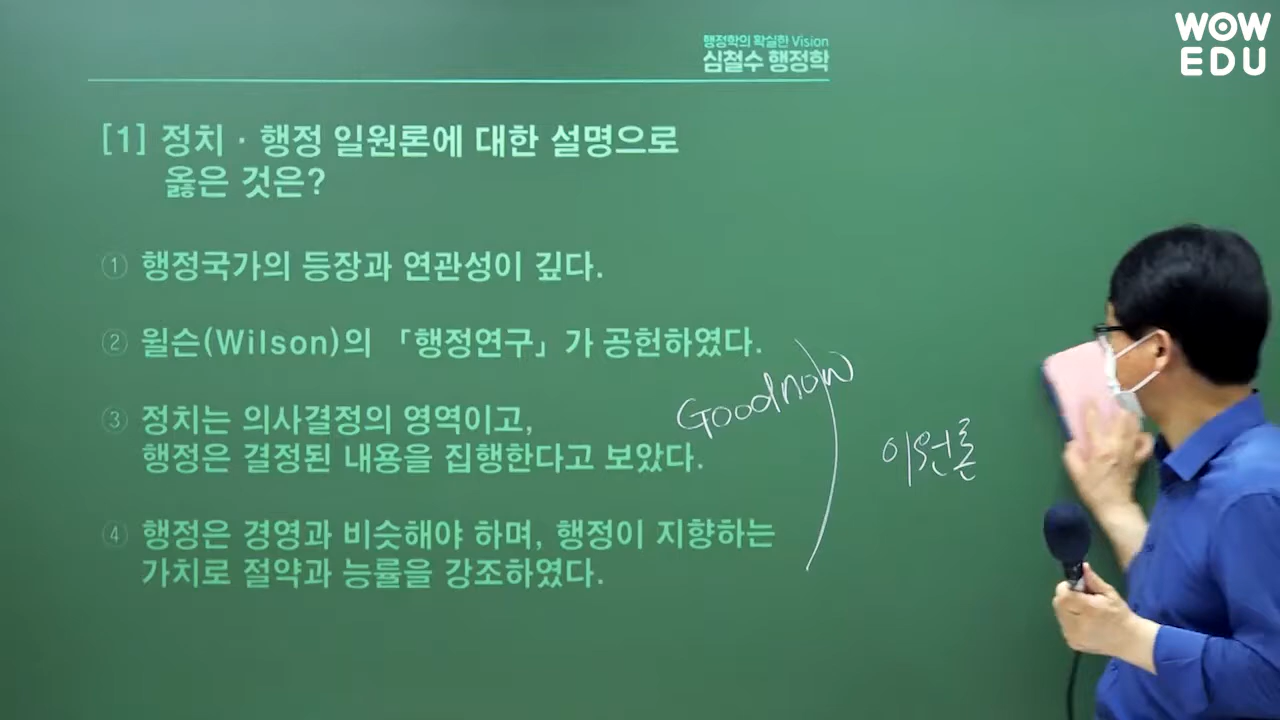 행정학의 확실한 Vision
심철수 행정학
WOW
EDU
[1] 정치 · 행정 일원론에 대한 설명으로
옳은 것은?
① 행정국가의 등장과 연관성이 깊다.
② 윌슨(Wilson)의 「행정연구」가 공헌하였다.
Goodnow
③ 정치는 의사결정의 영역이고,
행정은 결정된 내용을 집행한다고 보았다.
이원론
④ 행정은 경영과 비슷해야 하며, 행정이 지향하는
가치로 절약과 능률을 강조하였다.